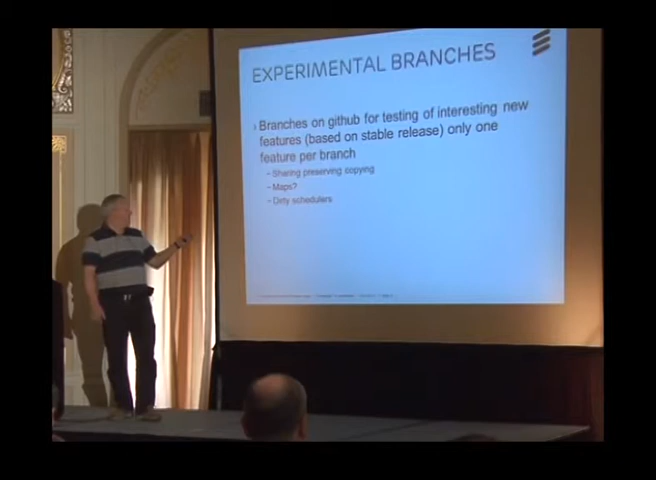 EXPERIMENTAL BRANCHES
› Branches on github for testing of interesting new
features (based on stable release) only one
feature per branch
– Sharing preserving copying
– Maps?
– Dirty schedulers